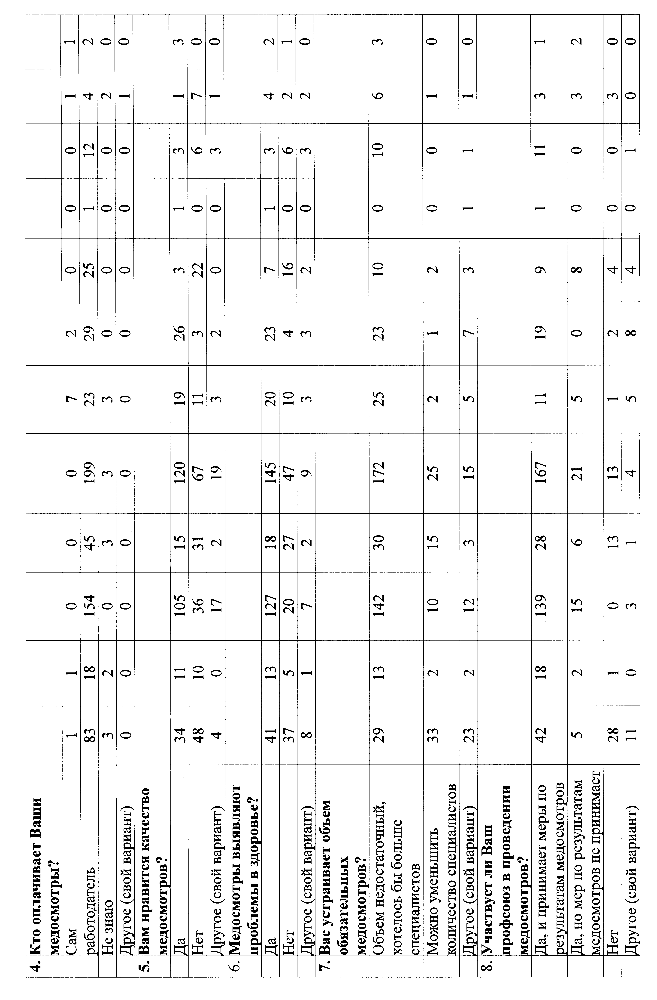 4. Кто оплачивает Ваши
медосмотры?
Сам 1 1 0 0 0 7 2 0 0 0 1 1
работодатель 83 18 154 45 199 23 29 25 1 12 4 2
Не знаю 3 2 0 3 3 3 0 0 0 0 2 0
Другое (свой вариант) 0 0 0 0 0 0 0 0 0 0 1 0
5. Вам нравится качество
медосмотров?
Да 34 11 105 15 120 19 26 3 1 3 1 3
Нет 48 10 36 31 67 11 3 22 0 6 7 0
Другое (свой вариант) 4 0 17 2 19 3 2 0 0 3 1 0
6. Медосмотры выявляют
проблемы в здоровье?
Да 41 13 127 18 145 20 23 7 1 3 4 2
Нет 37 5 20 27 47 10 4 16 0 6 2 1
Другое (свой вариант) 8 1 7 2 9 3 3 2 0 3 2 0
7. Вас устраивает объем
обязательных
медосмотров?
Объем недостаточный, 29 13 142 30 172 25 23 10 0 10 6 3
хотелось бы больше
специалистов
Можно уменьшить 33 2 10 15 25 2 1 2 0 0 1 0
количество специалистов
Другое (свой вариант) 23 2 12 3 15 5 7 3 1 1 1 0
8. Участвует ли Ваш
профсоюз в проведении
медосмотров?
Да, и принимает меры по 42 18 139 28 167 11 19 9 1 11 3 1
результатам медосмотров
Да, но мер по результатам 5 2 15 6 21 5 0 8 0 0 3 2
медосмотров не принимает
Нет 28 1 0 13 13 1 2 4 0 0 3 0
Другое (свой вариант) 11 0 3 1 4 5 8 4 0 1 0 0